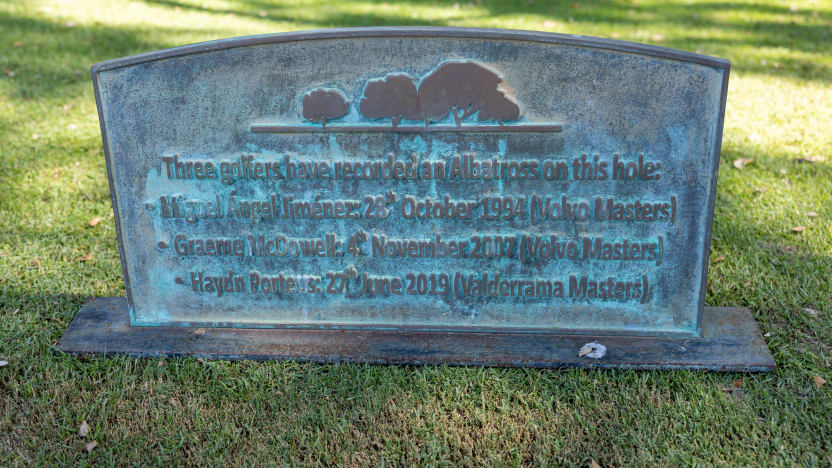 Three golfers have recorded an Albatross on this hole:
• Miguel Ángel Jiménez: 28th October 1994 (Volvo Masters)
• Graeme McDowell: 4th November 2007 (Volvo Masters)
• Haydn Porteus: 27th June 2019 (Valderrama Masters)